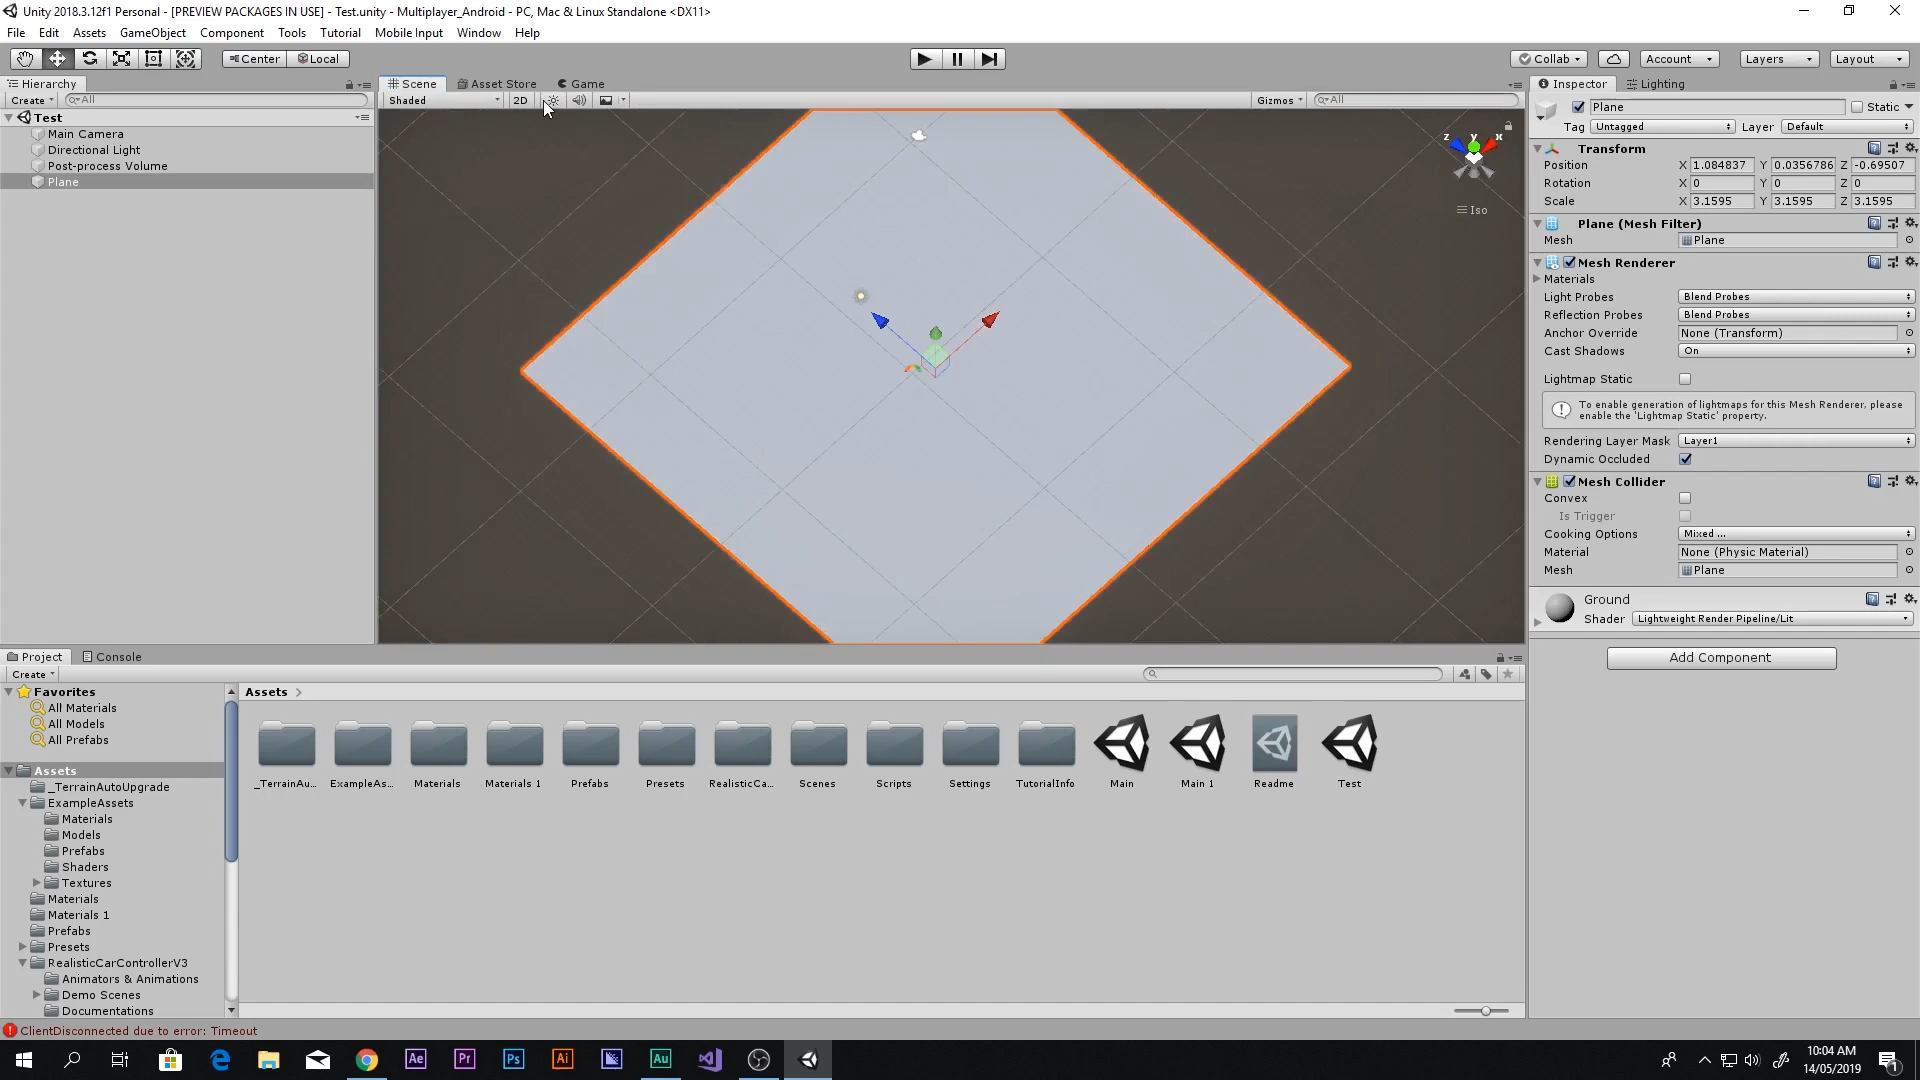 Unity 2018.3.12f1 Personal - [PREVIEW PACKAGES IN USE] - Test.unity - Multiplayer_Android - PC, Mac & Linux Standalone <DX11>
File Edit Assets GameObject Component Tools Tutorial Mobile Input Window Help
Center Local Collab Account Layers Layout
Hierarchy Scene Asset Store Game Inspector Lighting
Create All Shaded 2D Gizmos All
Plane Static
Test
Tag Untagged Layer Default
Main Camera
Directional Light
Post-process Volume
Plane
z y x
Iso
Transform
Position X 1.084837 Y 0.0356786 Z -0.69507
Rotation X 0 Y 0 Z 0
Scale X 3.1595 Y 3.1595 Z 3.1595
Plane (Mesh Filter)
Mesh Plane
Mesh Renderer
Materials
Light Probes Blend Probes
Reflection Probes Blend Probes
Anchor Override None (Transform)
Cast Shadows On
Lightmap Static
To enable generation of lightmaps for this Mesh Renderer, please
enable the 'Lightmap Static' property.
Rendering Layer Mask Layer1
Dynamic Occluded
Mesh Collider
Convex
Is Trigger
Cooking Options Mixed ...
Material None (Physic Material)
Mesh Plane
Ground
Shader Lightweight Render Pipeline/Lit
Add Component
Project Console
Create
Favorites
All Materials
All Models
All Prefabs
Assets
_TerrainAutoUpgrade
ExampleAssets
Materials
Models
Prefabs
Shaders
Textures
Materials
Materials 1
Prefabs
Presets
RealisticCarControllerV3
Animators & Animations
Demo Scenes
Documentations
Assets
_TerrainAu... ExampleAs... Materials Materials 1 Prefabs Presets RealisticCa... Scenes Scripts Settings TutorialInfo Main Main 1 Readme Test
ClientDisconnected due to error: Timeout
Ae Pr Ps Ai Au
10:04 AM
14/05/2019
1